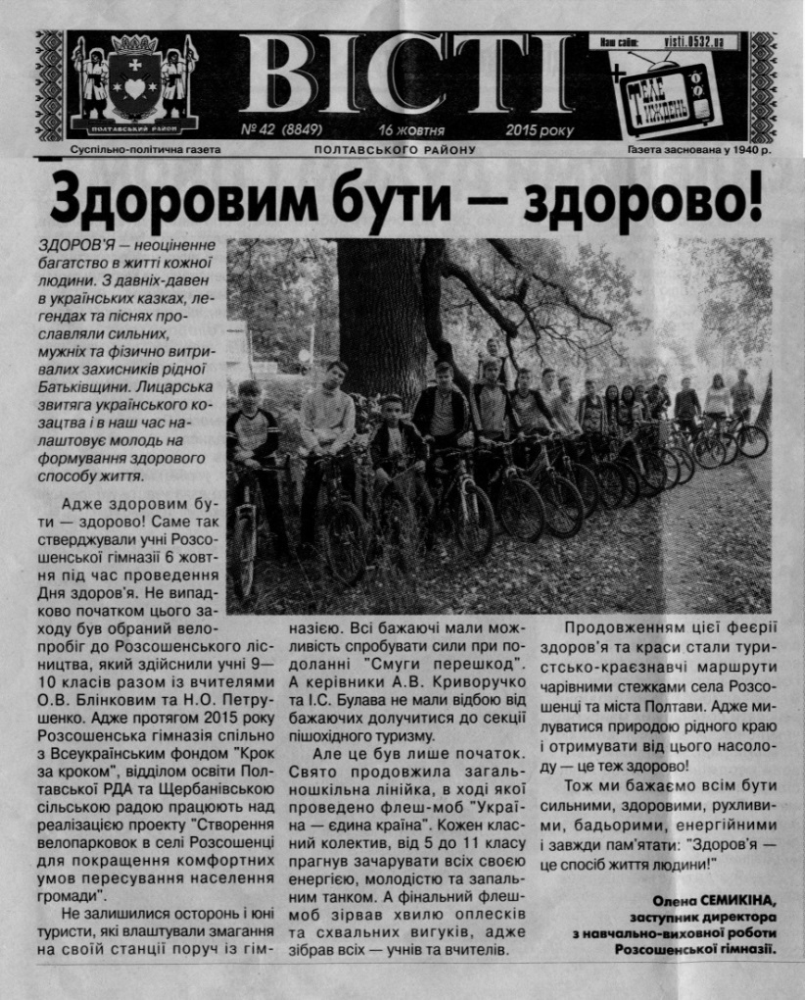 ПОЛТАВСЬКИЙ РАЙОН
ВІСТІ
Наш сайт: visti.0532.ua
+ ТЕЛЕ
ТИЖДЕНЬ
№ 42 (8849) 16 ЖОВТНЯ 2015 року
Суспільно-політична газета ПОЛТАВСЬКОГО РАЙОНУ Газета заснована у 1940 р.
Здоровим бути — здорово!
ЗДОРОВ'Я — неоціненне
багатство в житті кожної
людини. З давніх-давен
в українських казках, ле-
гендах та піснях про-
славляли сильних,
мужніх та фізично витри-
валих захисників рідної
Батьківщини. Лицарська
звитяга українського ко-
зацтва і в наш час на-
лаштовує молодь на
формування здорового
способу життя.
Адже здоровим бу-
ти — здорово! Саме так
стверджували учні Розсо-
шенської гімназії 6 жовт-
ня під час проведення
Дня здоров'я. Не випад-
ково початком цього за-
ходу був обраний вело-
пробіг до Розсошенського ліс-
ництва, який здійснили учні 9—
10 класів разом із вчителями
О.В. Блінковим та Н.О. Петру-
шенко. Адже протягом 2015 року
Розсошенська гімназія спільно
з Всеукраїнським фондом "Крок
за кроком", відділом освіти Пол-
тавської РДА та Щербанівською
сільською радою працюють над
реалізацією проекту "Створення
велопарковок в селі Розсошенці
для покращення комфортних
умов пересування населення
громади".
Не залишилися осторонь і юні
туристи, які влаштували змагання
на своїй станції поруч із гім-
назією. Всі бажаючі мали мож-
ливість спробувати сили при по-
доланні "Смуги перешкод".
А керівники А.В. Криворучко
та І.С. Булава не мали відбою від
бажаючих долучитися до секції
пішохідного туризму.
Але це був лише початок.
Свято продовжила загаль-
ношкільна лінійка, в ході якої
проведено флеш-моб "Украї-
на — єдина країна". Кожен клас-
ний колектив, від 5 до 11 класу
прагнув зачарувати всіх своєю
енергією, молодістю та запаль-
ним танком. А фінальний флеш-
моб зірвав хвилю оплесків
та схвальних вигуків, адже
зібрав всіх — учнів та вчителів.
Продовженням цієї феєрії
здоров'я та краси стали тури-
стсько-краєзнавчі маршрути
чарівними стежками села Розсо-
шенці та міста Полтави. Адже ми-
луватися природою рідного краю
і отримувати від цього насоло-
ду — це теж здорово!
Тож ми бажаємо всім бути
сильними, здоровими, рухливи-
ми, бадьорими, енергійними
і завжди пам'ятати: "Здоров'я —
це спосіб життя людини!"
Олена СЕМИКІНА,
заступник директора
з навчально-виховної роботи
Розсошенської гімназії.